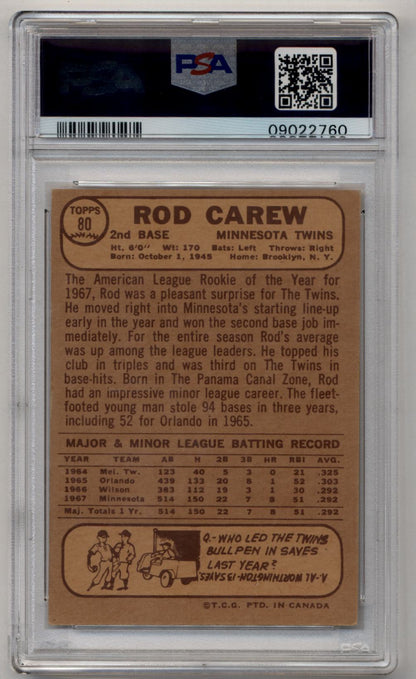 PSA
09022760
TOPPS
80
ROD CAREW
2nd BASE MINNESOTA TWINS
Ht. 6'0" Wt: 170 Bats: Left Throws: Right
Born: October 1, 1945 Home: Brooklyn, N. Y.
The American League Rookie of the Year for
1967, Rod was a pleasant surprise for The Twins.
He moved right into Minnesota's starting line-up
early in the year and won the second base job im-
mediately. For the entire season Rod's average
was up among the league leaders. He topped his
club in triples and was third on The Twins in
base-hits. Born in The Panama Canal Zone, Rod
had an impressive minor league career. The fleet-
footed young man stole 94 bases in three years,
including 52 for Orlando in 1965.
MAJOR & MINOR LEAGUE BATTING RECORD
YEAR TEAM AB H 2B 3B HR RBI AVG.
1964 Mel. Tw. 123 40 5 3 0 21 .325
1965 Orlando 439 133 20 8 1 52 .303
1966 Wilson 383 112 19 3 1 30 .292
1967 Minnesota 514 150 22 7 8 51 .292
Maj. Totals 1 Yr. 514 150 22 7 8 51 .292
Q.-WHO LED THE TWINS
BULLPEN IN SAVES
LAST YEAR?
A-AL WORTHINGTON-13 SAVES.
©T.C.G. PTD. IN CANADA
PSA